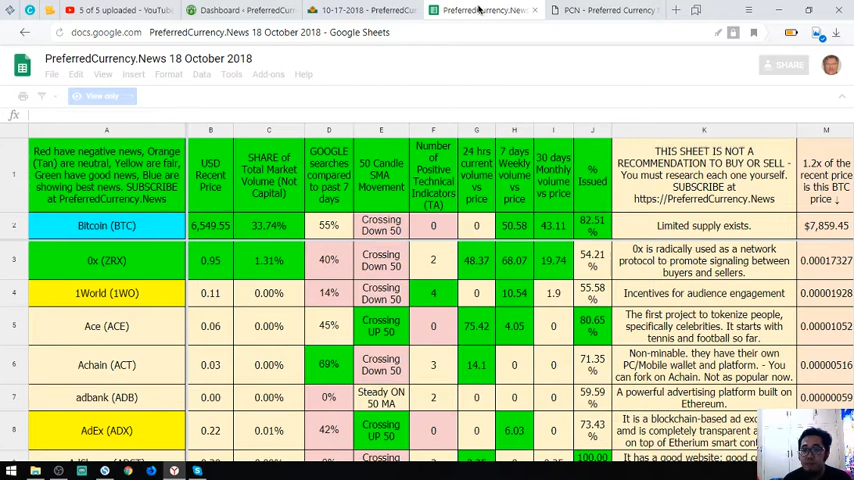 5 of 5 uploaded - YouTub
Dashboard ‹ PreferredCurr
10-17-2018 - PreferredCu
PreferredCurrency.News
PCN - Preferred Currency
docs.google.com PreferredCurrency.News 18 October 2018 - Google Sheets
PreferredCurrency.News 18 October 2018
File Edit View Insert Format Data Tools Add-ons Help
SHARE
View only
fx
A B C D E F G H I J K M
1
Red have negative news, Orange
(Tan) are neutral, Yellow are fair,
Green have good news, Blue are
showing best news. SUBSCRIBE
at PreferredCurrency.News
USD
Recent
Price
SHARE of
Total Market
Volume (Not
Capital)
GOOGLE
searches
compared
to past 7
days
50 Candle
SMA
Movement
Number
of
Positive
Technical
Indicators
(TA)
24 hrs
current
volume
vs
price
7 days
Weekly
volume
vs
price
30 days
Monthly
volume
vs price
%
Issued
THIS SHEET IS NOT A
RECOMMENDATION TO BUY OR SELL -
You must research each one yourself.
SUBSCRIBE at
https://PreferredCurrency.News
1.2x of the
recent price
is this BTC
price ↓
2
Bitcoin (BTC)
6,549.55
33.74%
55%
Crossing
Down 50
0
0
50.58
43.11
82.51
%
Limited supply exists.
$7,859.45
3
0x (ZRX)
0.95
1.31%
40%
Crossing
Down 50
2
48.37
68.07
19.74
54.21
%
0x is radically used as a network
protocol to promote signaling between
buyers and sellers.
0.00017327
4
1World (1WO)
0.11
0.00%
14%
Crossing
Down 50
4
0
10.54
1.9
55.58
%
Incentives for audience engagement
0.00001928
5
Ace (ACE)
0.06
0.00%
45%
Crossing
UP 50
0
75.42
4.05
0
80.65
%
The first project to tokenize people,
specifically celebrities. It starts with
tennis and football so far.
0.00001052
6
Achain (ACT)
0.03
0.00%
69%
Crossing
Down 50
3
14.1
0
0
71.35
%
Non-minable. they have their own
PC/Mobile wallet and platform. - You
can fork on Achain. Not as popular now.
0.00000516
7
adbank (ADB)
0.00
0.00%
0%
Steady ON
50 MA
2
0
0
0
59.59
%
A powerful advertising platform built on
Ethereum.
0.00000059
8
AdEx (ADX)
0.22
0.01%
42%
Crossing
UP 50
0
0
6.03
0
73.43
%
It is a blockchain-based ad
and is completely transparent
on top of Etherium smart
100.00
It has a good website; good